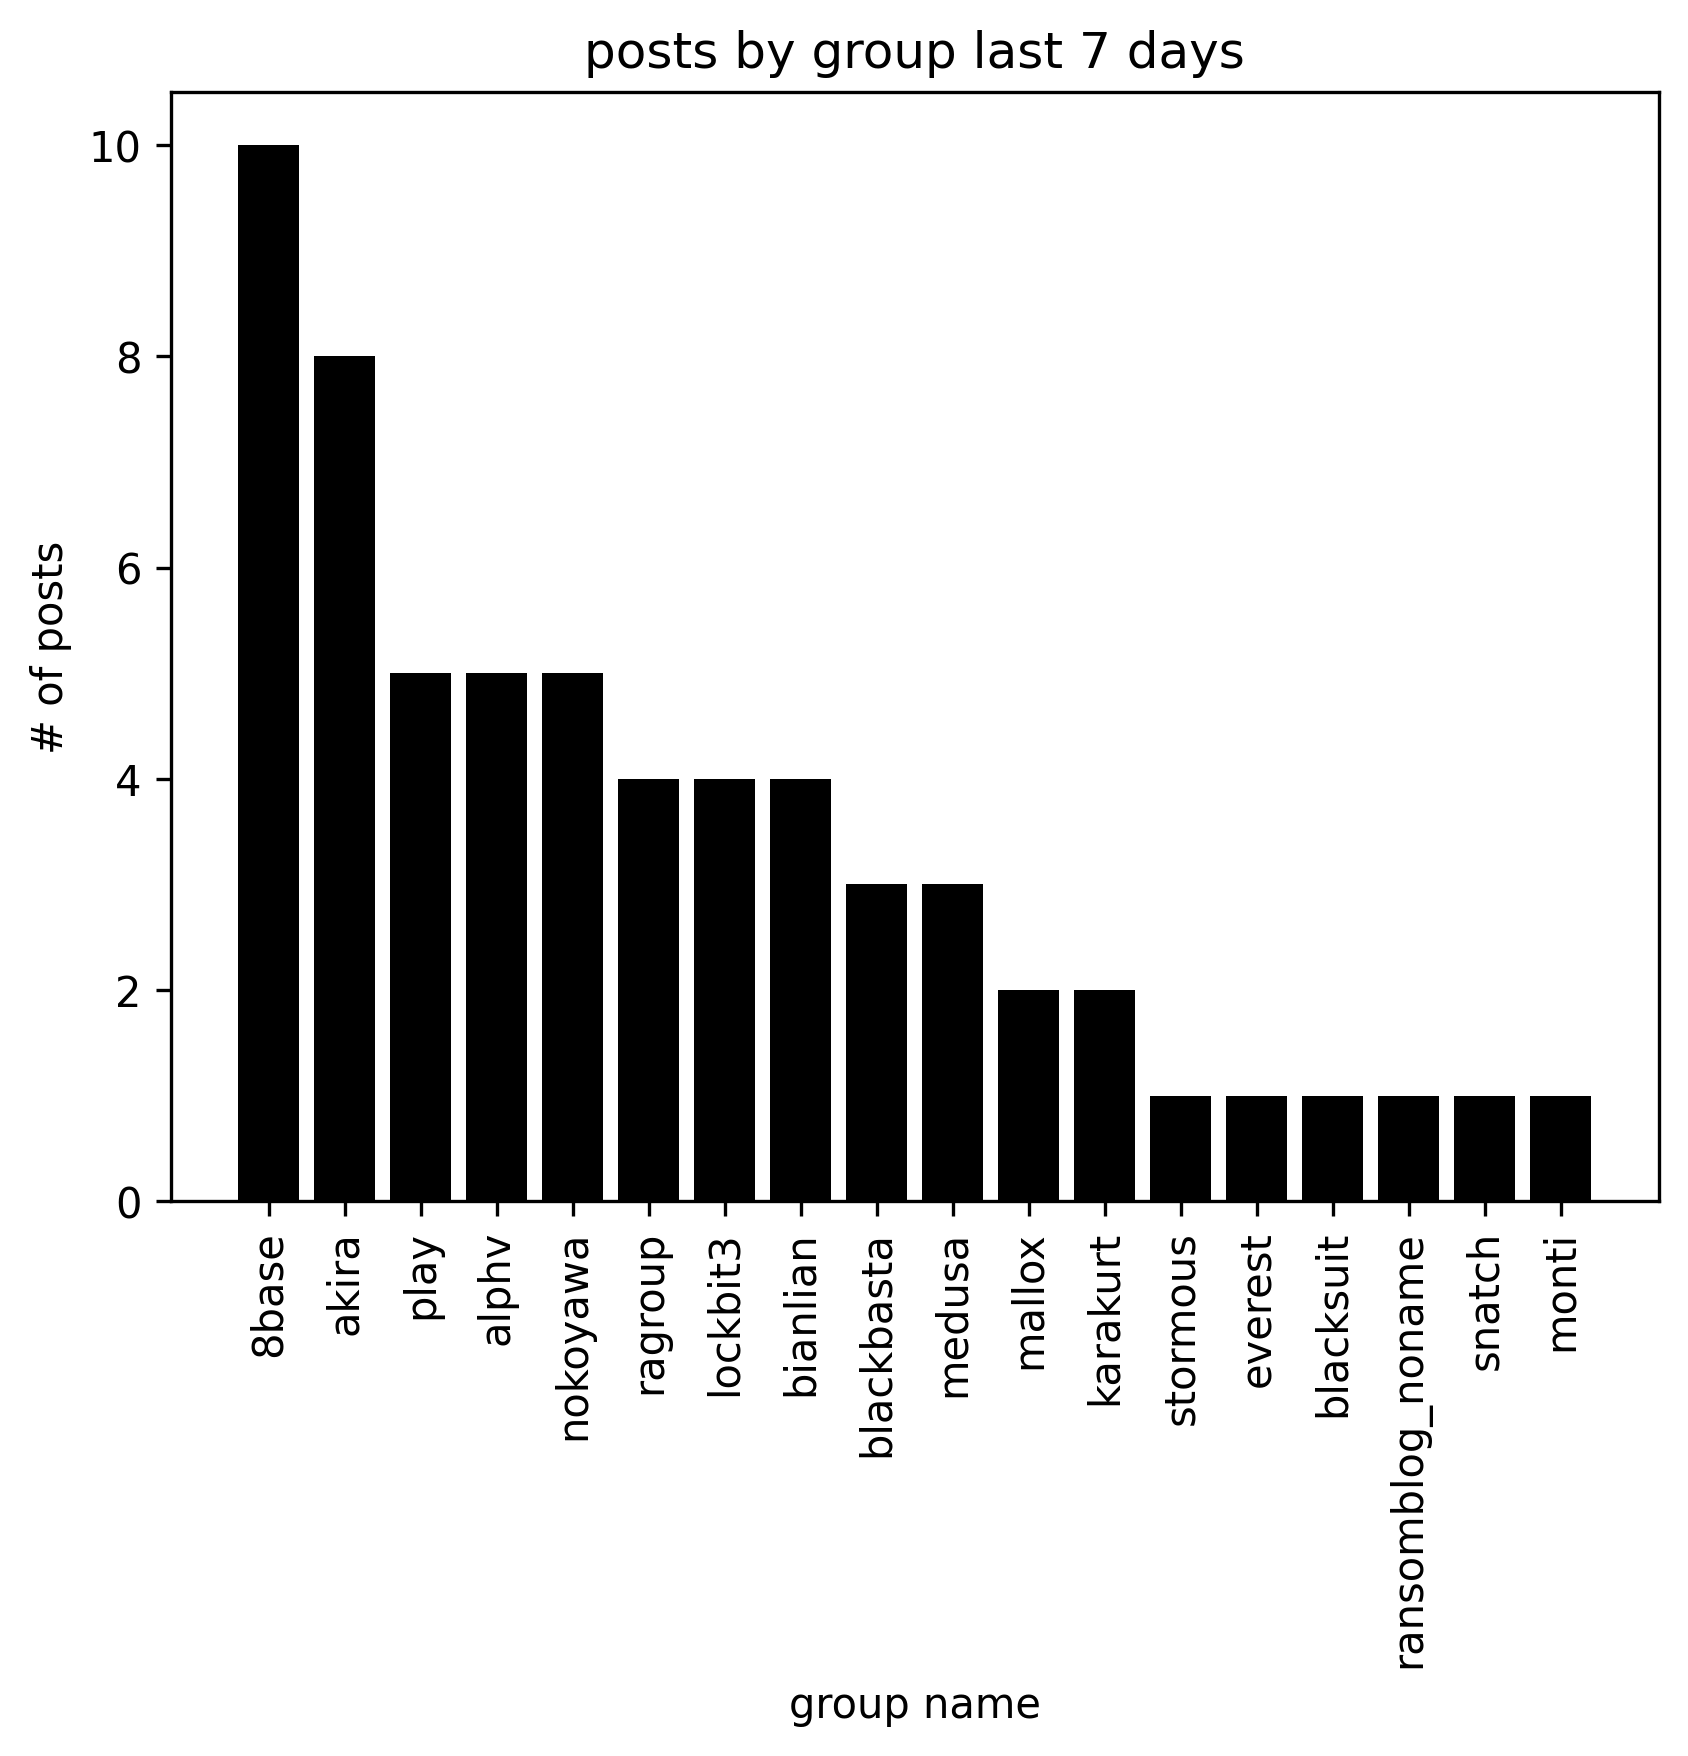 posts by group last 7 days
10
8
6
4
2
0
# of posts
8base
akira
play
alphv
nokoyawa
ragroup
lockbit3
bianlian
blackbasta
medusa
mallox
karakurt
stormous
everest
blacksuit
ransomblog_noname
snatch
monti
group name